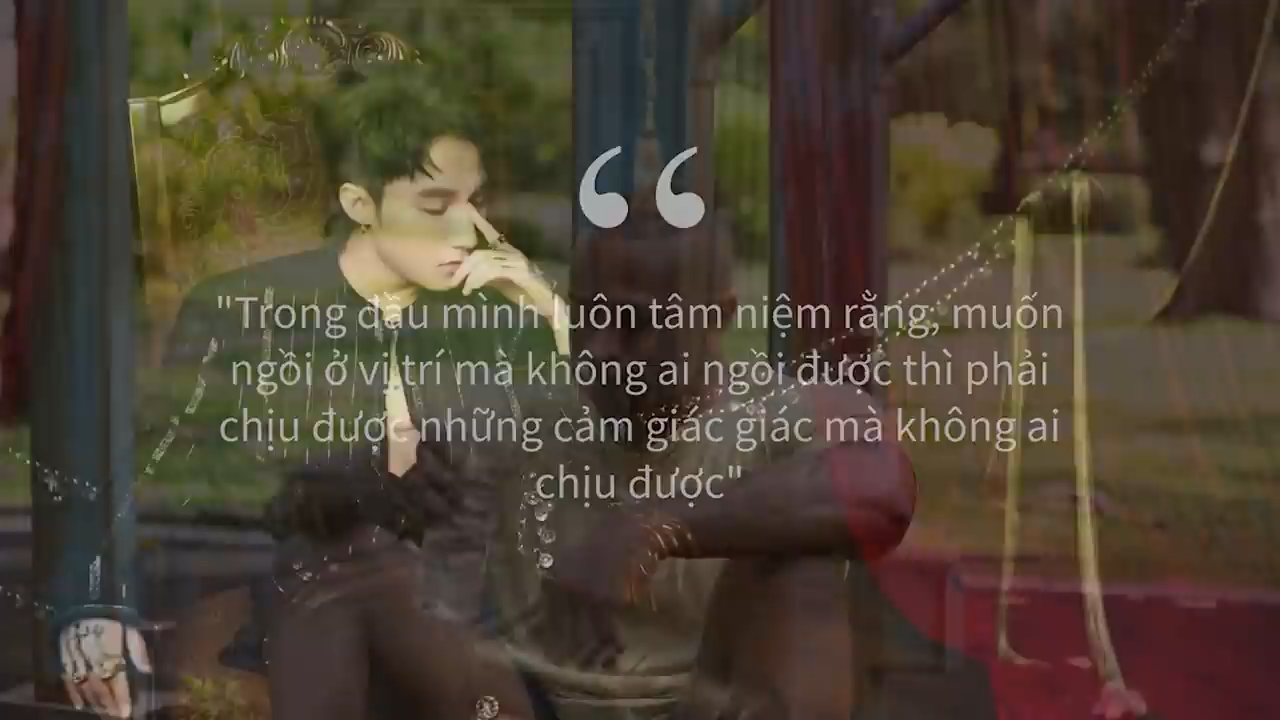 “
"Trong đầu mình luôn tâm niệm rằng, muốn
ngồi ở vị trí mà không ai ngồi được thì phải
chịu được những cảm giác giác mà không ai
chịu được"